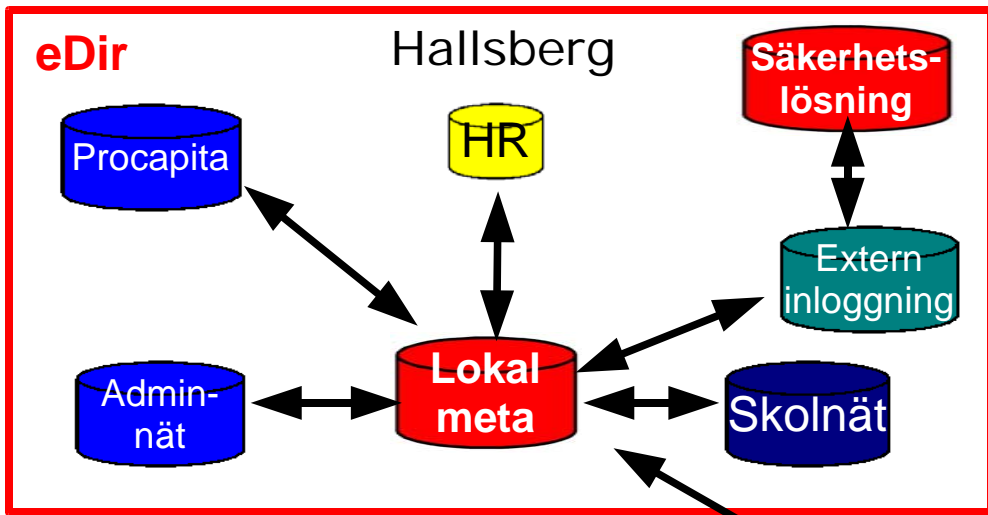 eDir
Hallsberg
Säkerhets-
lösning
Procapita
HR
Extern
inloggning
Lokal
meta
Admin-
nät
Skolnät